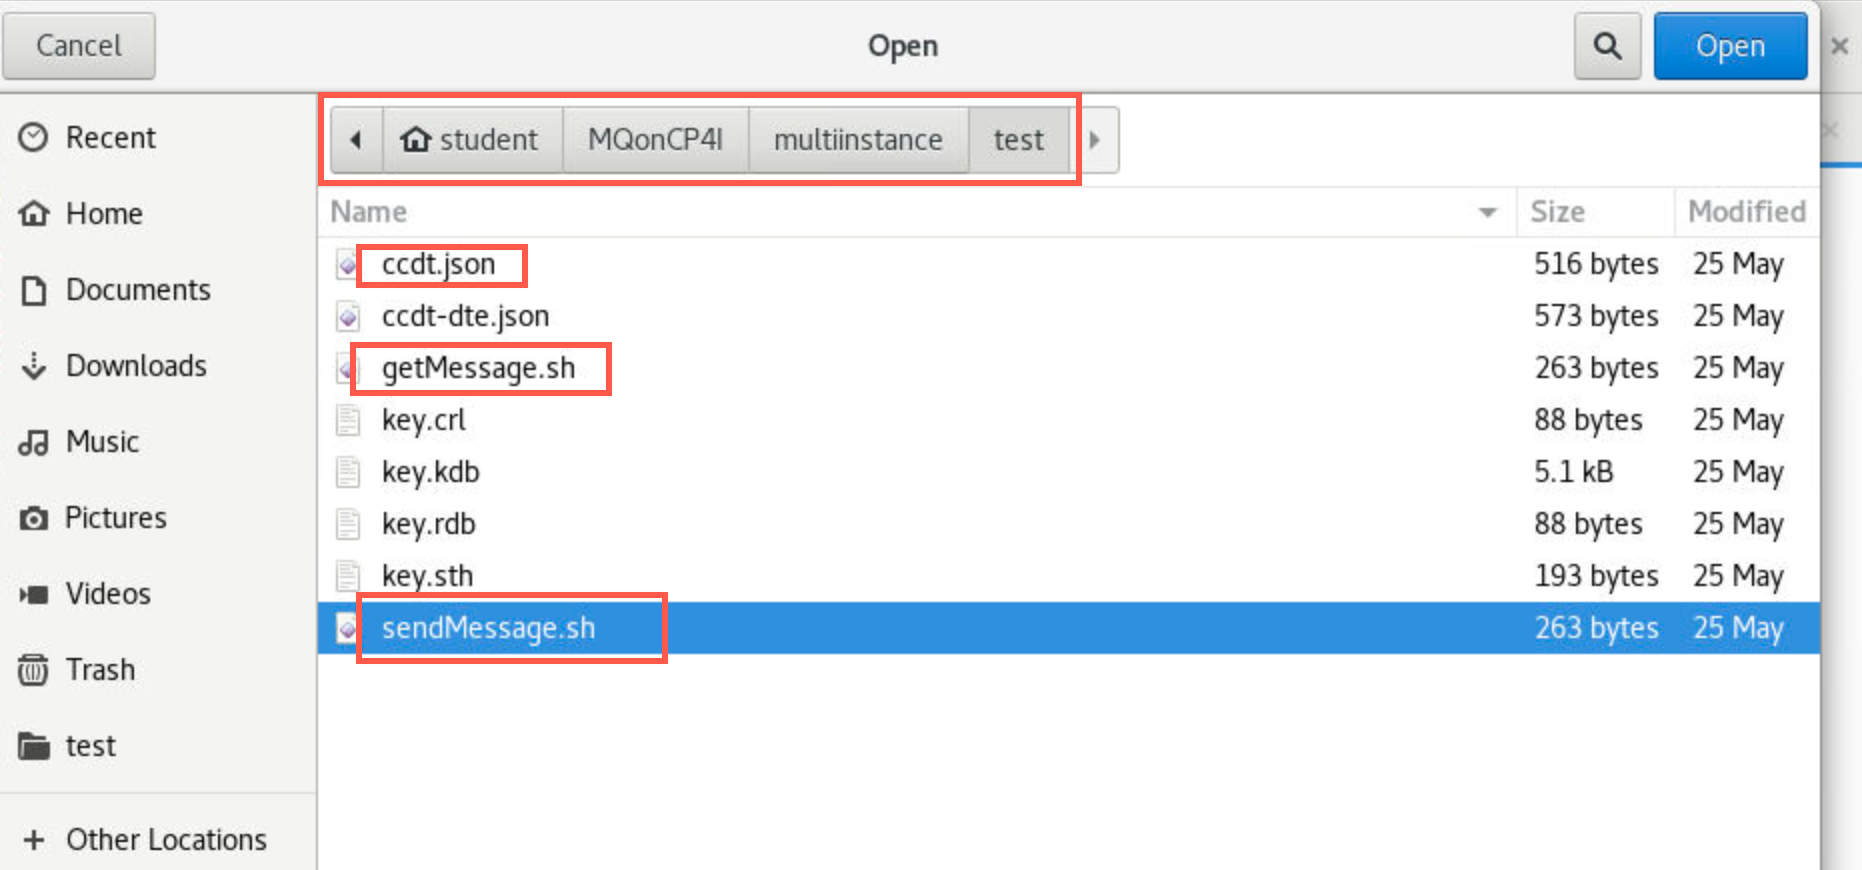 Cancel Open Open
student MQonCP4I multiinstance test
Recent
Home
Documents
Downloads
Music
Pictures
Videos
Trash
test
Other Locations
Name Size Modified
ccdt.json 516 bytes 25 May
ccdt-dte.json 573 bytes 25 May
getMessage.sh 263 bytes 25 May
key.crl 88 bytes 25 May
key.kdb 5.1 kB 25 May
key.rdb 88 bytes 25 May
key.sth 193 bytes 25 May
sendMessage.sh 263 bytes 25 May